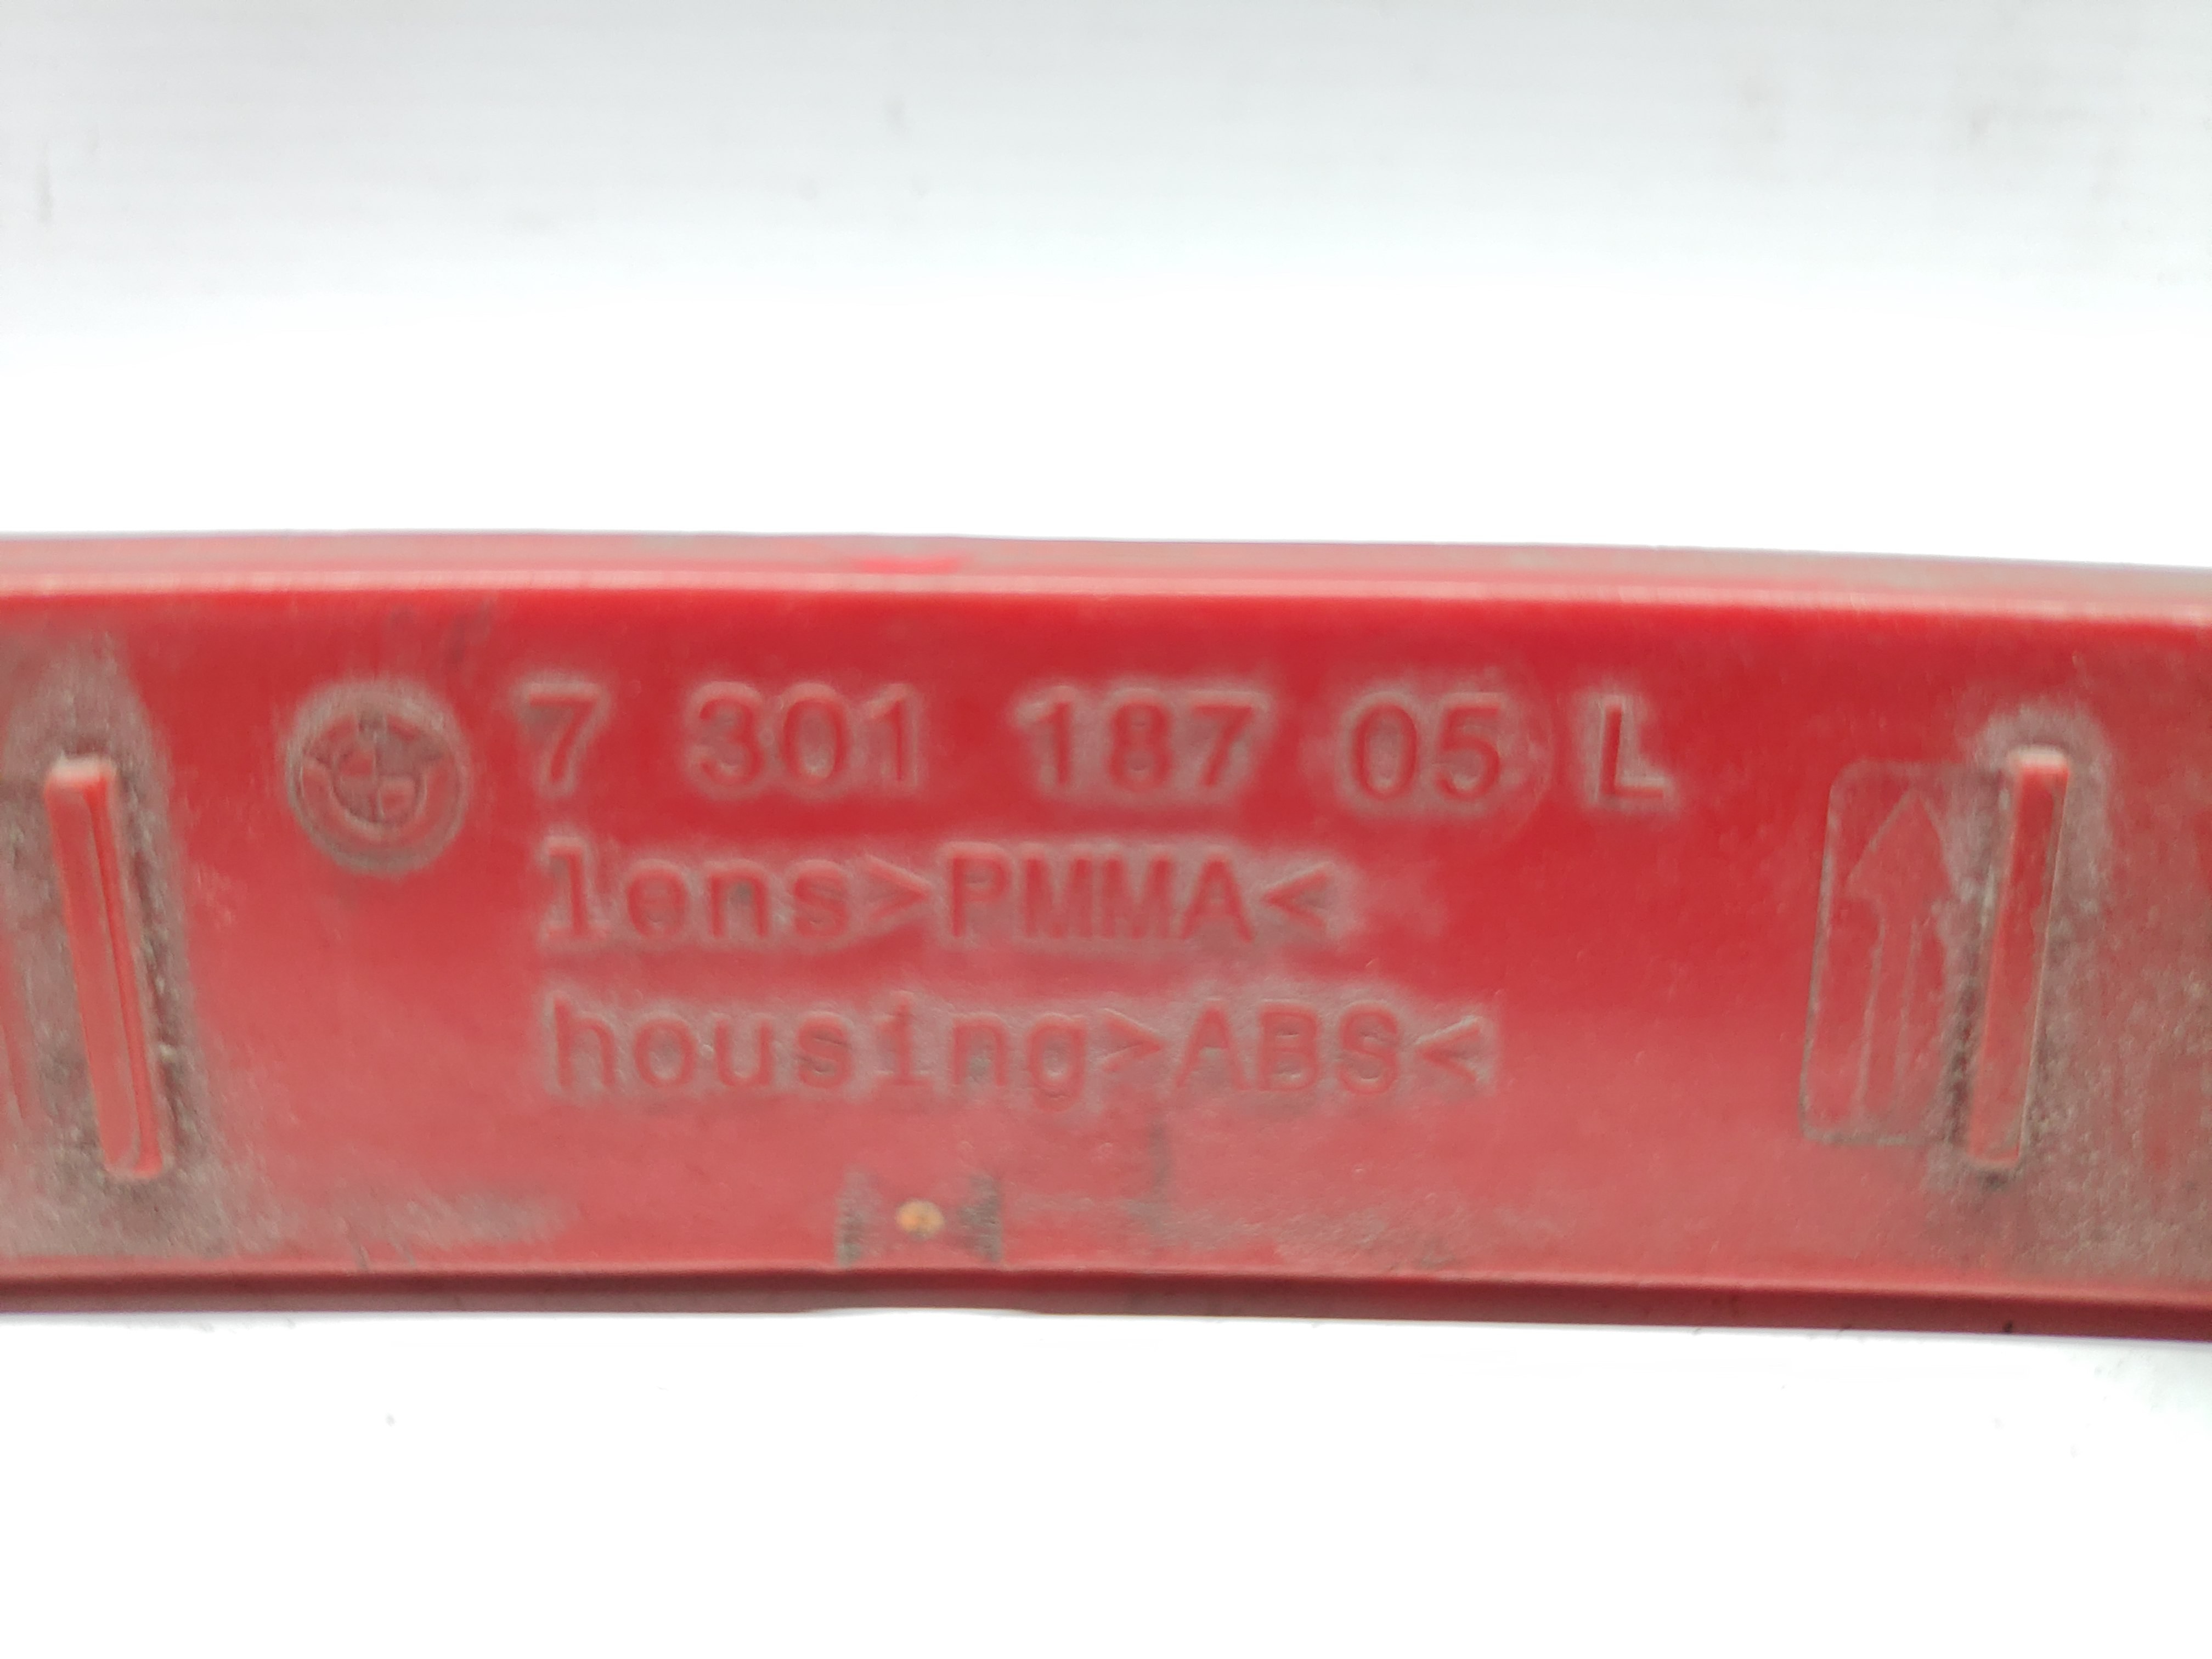 7 301 187 05 L
lens>PMMA<
housing>ABS<